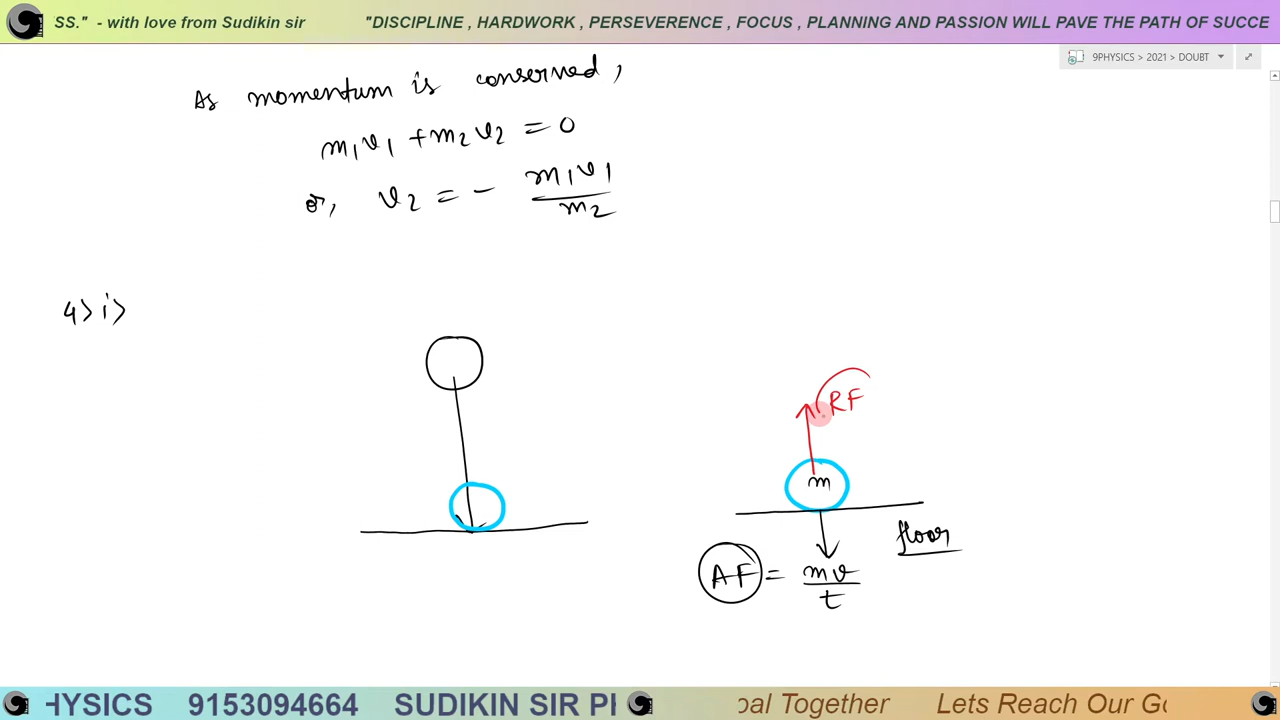 SS." - with love from Sudikin sir "DISCIPLINE , HARDWORK , PERSEVERENCE , FOCUS , PLANNING AND PASSION WILL PAVE THE PATH OF SUCCE
9PHYSICS > 2021 > DOUBT
As momentum is conserved,
m₁v₁ + m₂v₂ = 0
or, v₂ = - m₁v₁/m₂
4> i>
RF
m
floor
AF = mv/t
HYSICS 9153094664 SUDIKIN SIR PI oal Together Lets Reach Our Go